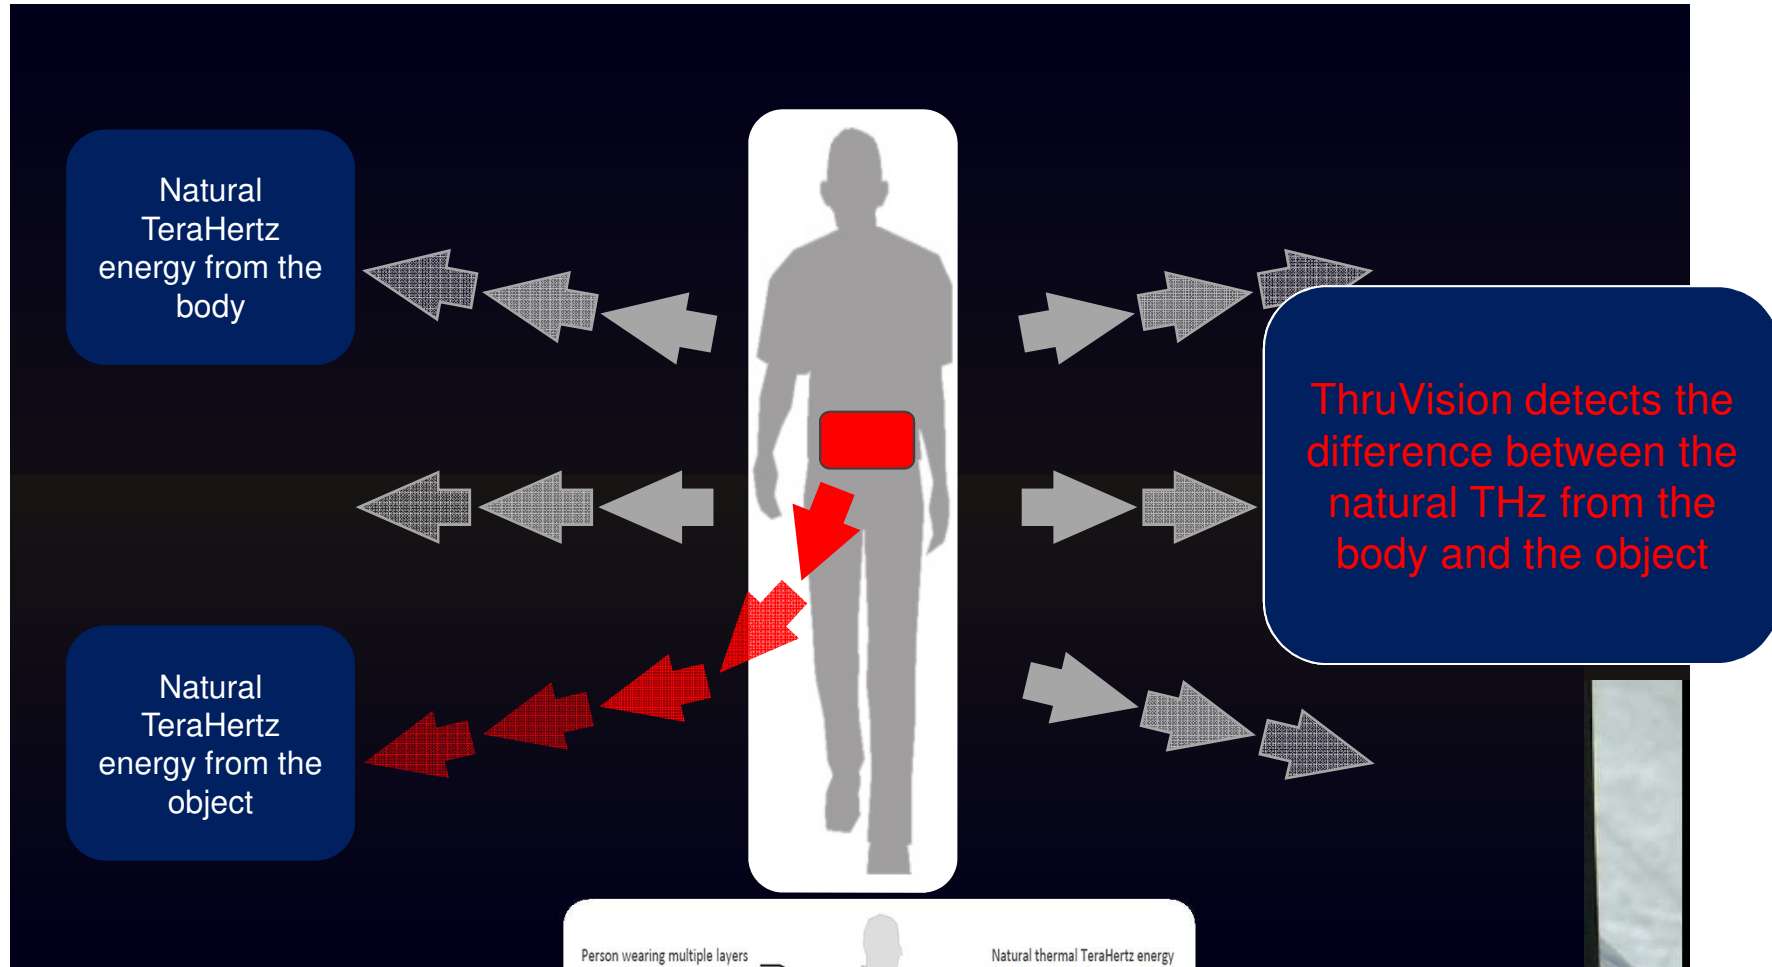 Natural
TeraHertz
energy from the
body
ThruVision detects the
difference between the
natural THz from the
body and the object
Natural
TeraHertz
energy from the
object
Person wearing multiple layers
Natural thermal TeraHertz energy